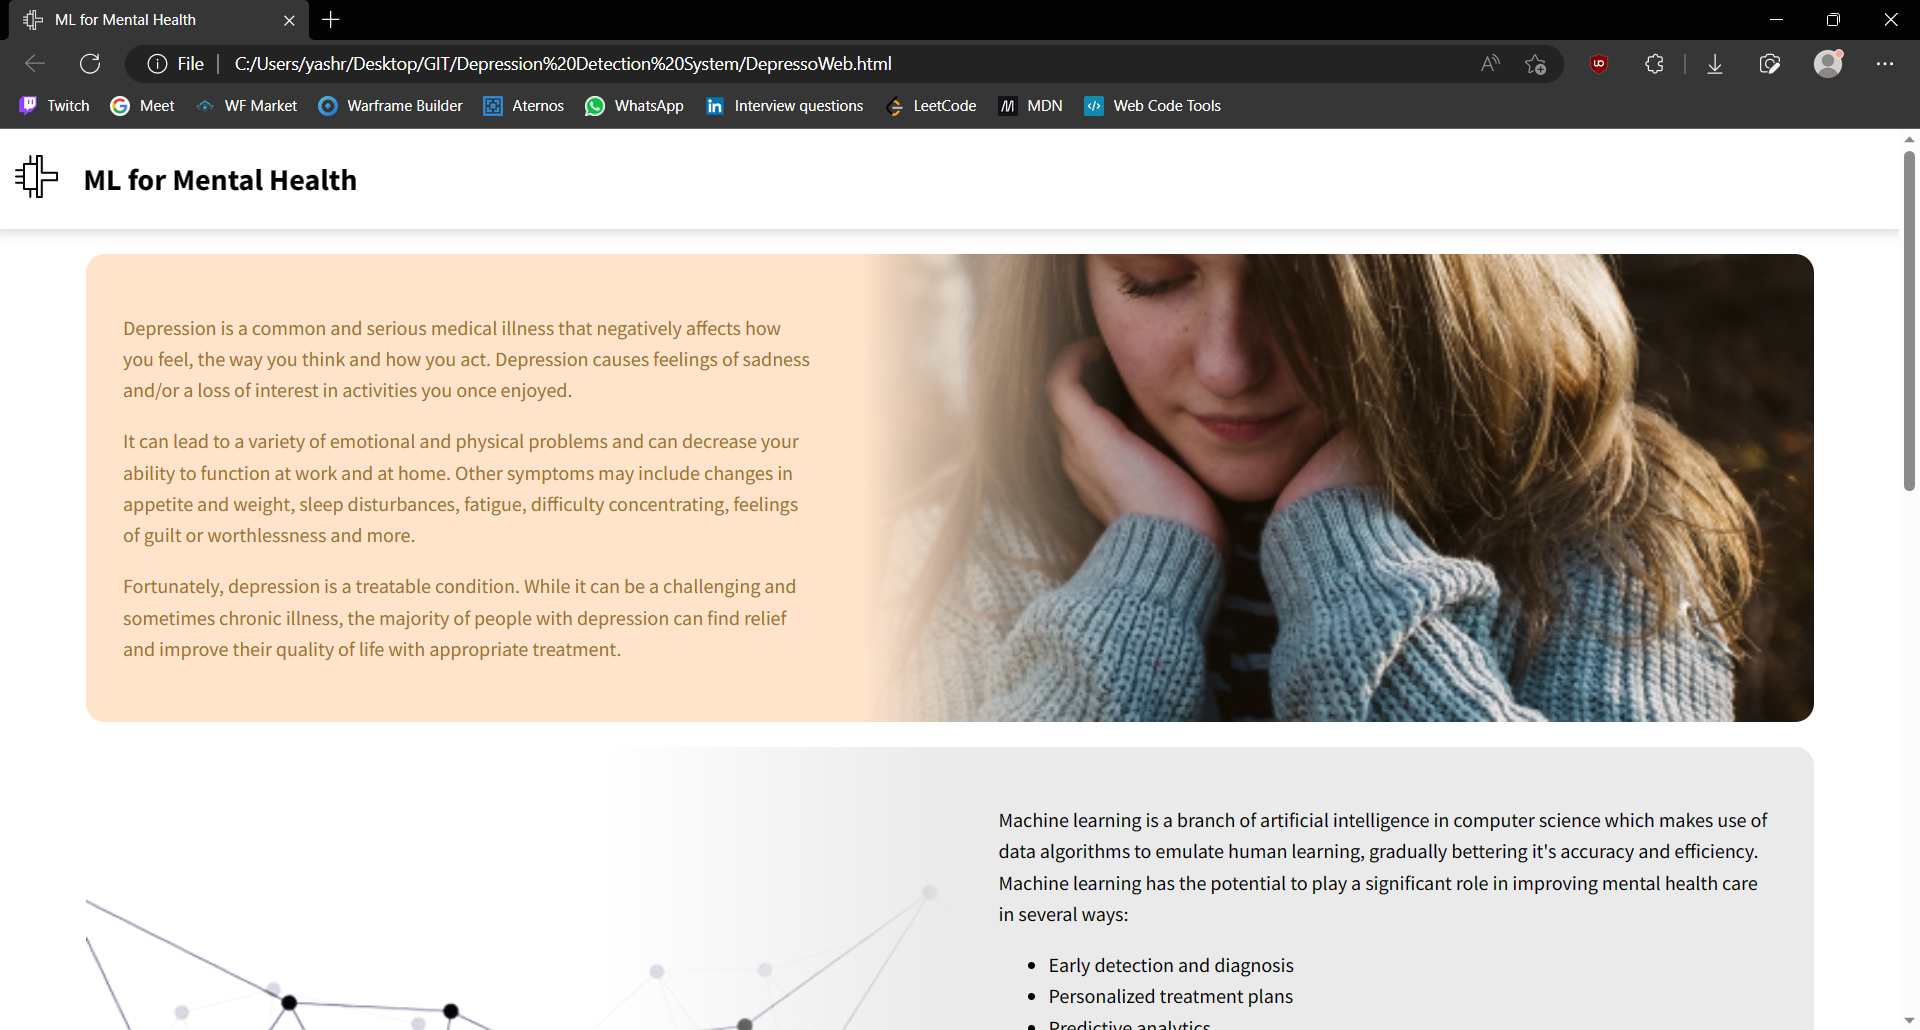 ML for Mental Health
File
C:/Users/yashr/Desktop/GIT/Depression%20Detection%20System/DepressoWeb.html
Twitch Meet WF Market Warframe Builder Aternos WhatsApp Interview questions LeetCode MDN Web Code Tools
ML for Mental Health
Depression is a common and serious medical illness that negatively affects how
you feel, the way you think and how you act. Depression causes feelings of sadness
and/or a loss of interest in activities you once enjoyed.
It can lead to a variety of emotional and physical problems and can decrease your
ability to function at work and at home. Other symptoms may include changes in
appetite and weight, sleep disturbances, fatigue, difficulty concentrating, feelings
of guilt or worthlessness and more.
Fortunately, depression is a treatable condition. While it can be a challenging and
sometimes chronic illness, the majority of people with depression can find relief
and improve their quality of life with appropriate treatment.
Machine learning is a branch of artificial intelligence in computer science which makes use of
data algorithms to emulate human learning, gradually bettering it's accuracy and efficiency.
Machine learning has the potential to play a significant role in improving mental health care
in several ways:
• Early detection and diagnosis
• Personalized treatment plans
• Predictive analytics